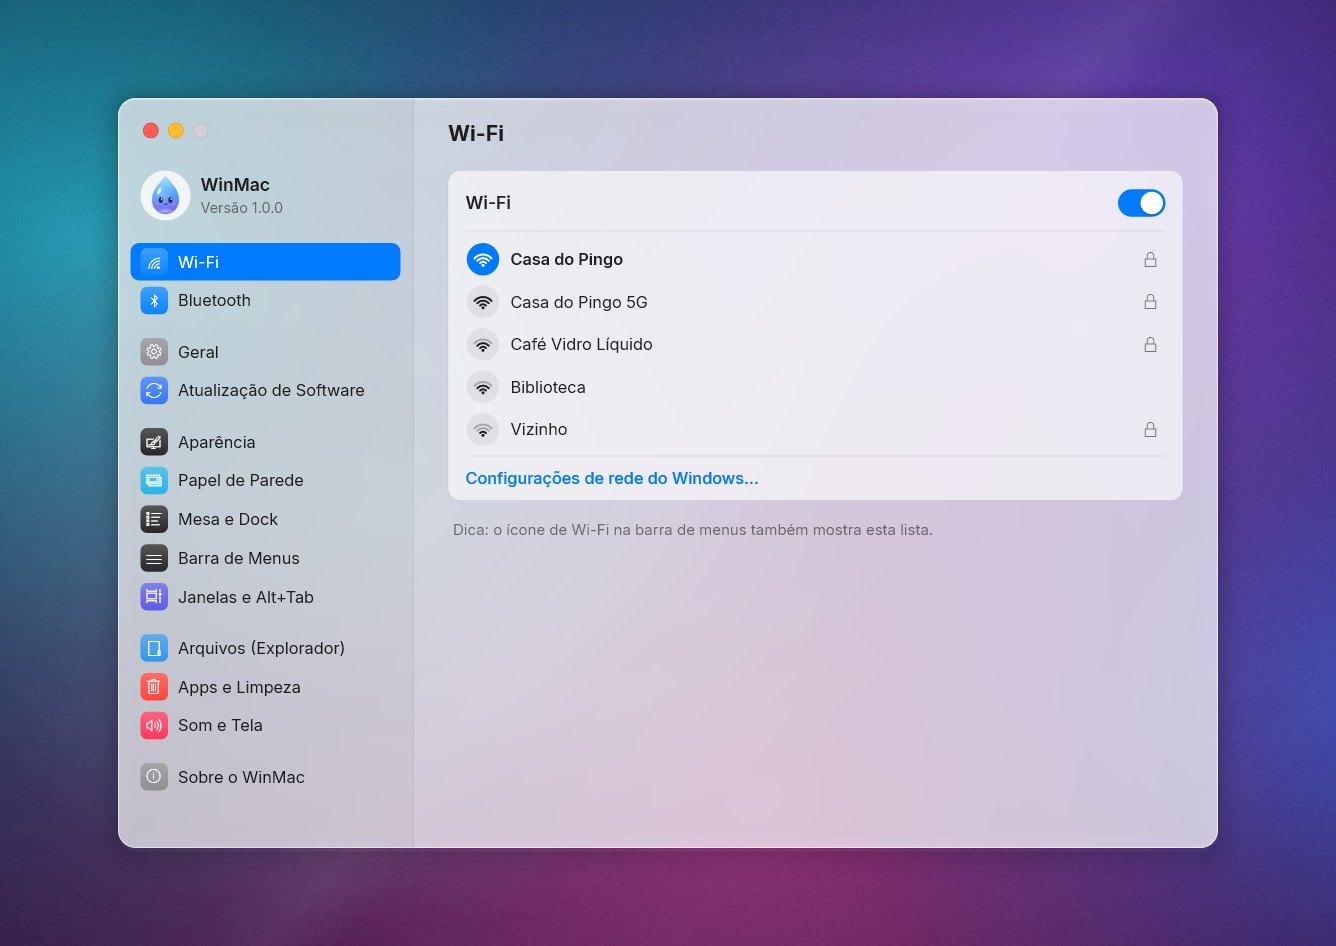 WinMac
Versão 1.0.0
Wi-Fi
Bluetooth
Geral
Atualização de Software
Aparência
Papel de Parede
Mesa e Dock
Barra de Menus
Janelas e Alt+Tab
Arquivos (Explorador)
Apps e Limpeza
Som e Tela
Sobre o WinMac
Wi-Fi
Wi-Fi
Casa do Pingo
Casa do Pingo 5G
Café Vidro Líquido
Biblioteca
Vizinho
Configurações de rede do Windows...
Dica: o ícone de Wi-Fi na barra de menus também mostra esta lista.